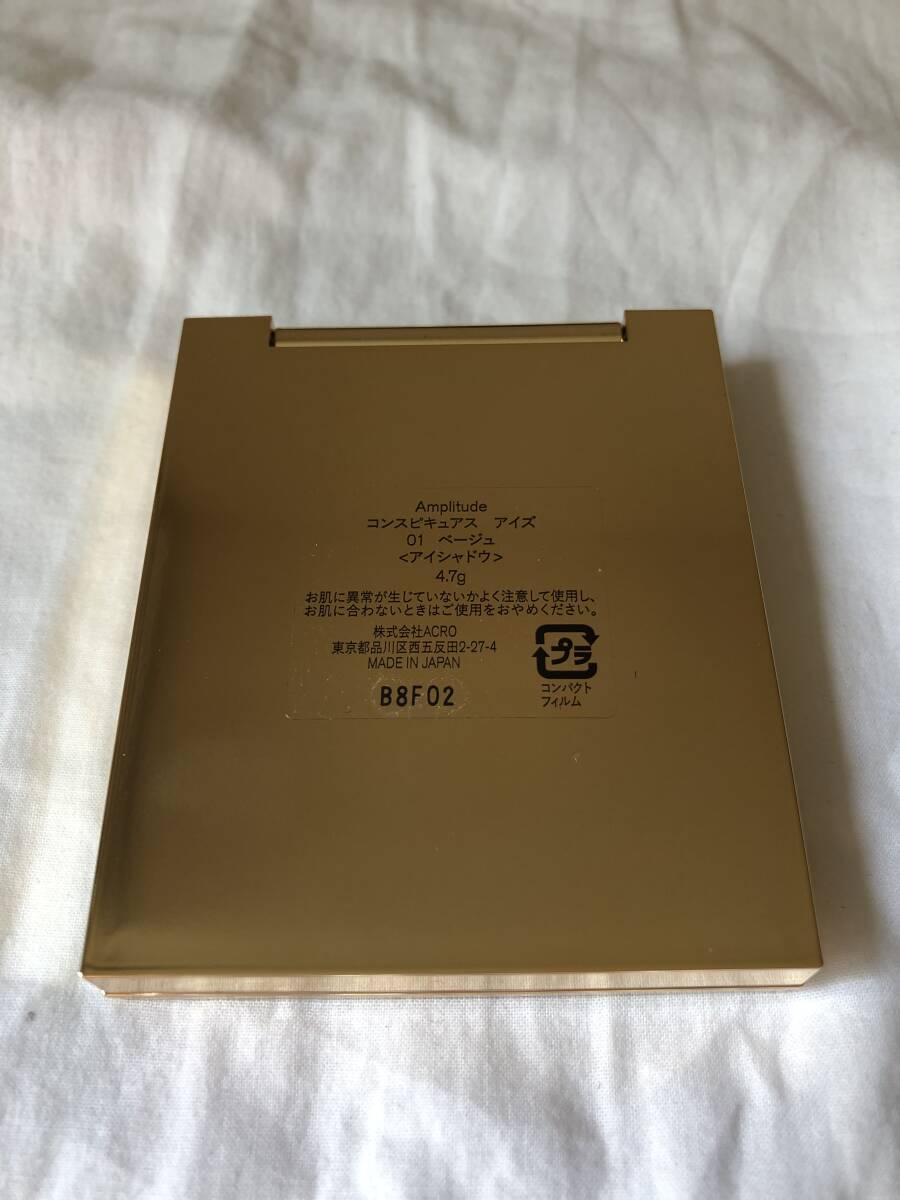 Amplitude
コンスピキュアス　アイズ
01　ベージュ
<アイシャドウ>
4.7g
お肌に異常が生じていないかよく注意して使用し、
お肌に合わないときはご使用をおやめください。
株式会社ACRO
東京都品川区西五反田2-27-4
MADE IN JAPAN
B8F02
プラ
コンパクト
フィルム